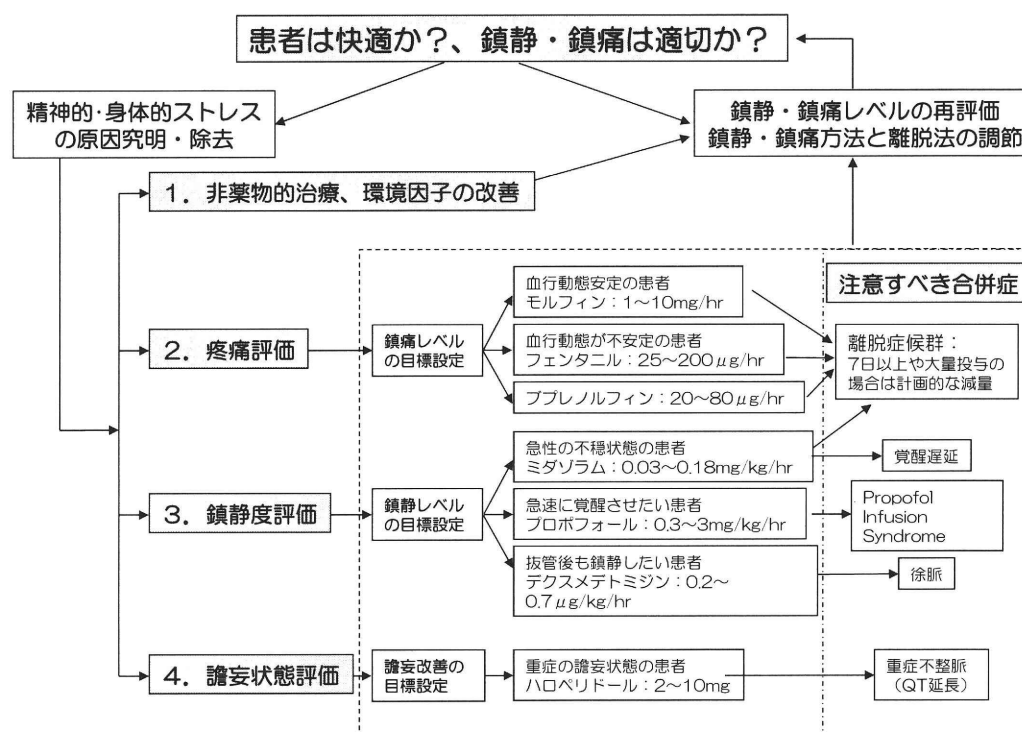 患者は快適か?、鎮静・鎮痛は適切か?
精神的・身体的ストレス
の原因究明・除去
鎮静・鎮痛レベルの再評価
鎮静・鎮痛方法と離脱法の調節
1．非薬物的治療、環境因子の改善
注意すべき合併症
2．疼痛評価
鎮痛レベル
の目標設定
血行動態安定の患者
モルフィン：1～10mg/hr
血行動態が不安定の患者
フェンタニル：25～200μg/hr
ブプレノルフィン：20～80μg/hr
離脱症候群：
7日以上や大量投与の
場合は計画的な減量
3．鎮静度評価
鎮静レベル
の目標設定
急性の不穏状態の患者
ミダゾラム：0.03～0.18mg/kg/hr
覚醒遅延
急速に覚醒させたい患者
プロポフォール：0.3～3mg/kg/hr
Propofol
Infusion
Syndrome
抜管後も鎮静したい患者
デクスメデトミジン：0.2～
0.7μg/kg/hr
徐脈
4．譫妄状態評価
譫妄改善の
目標設定
重症の譫妄状態の患者
ハロペリドール：2～10mg
重症不整脈
（QT延長）